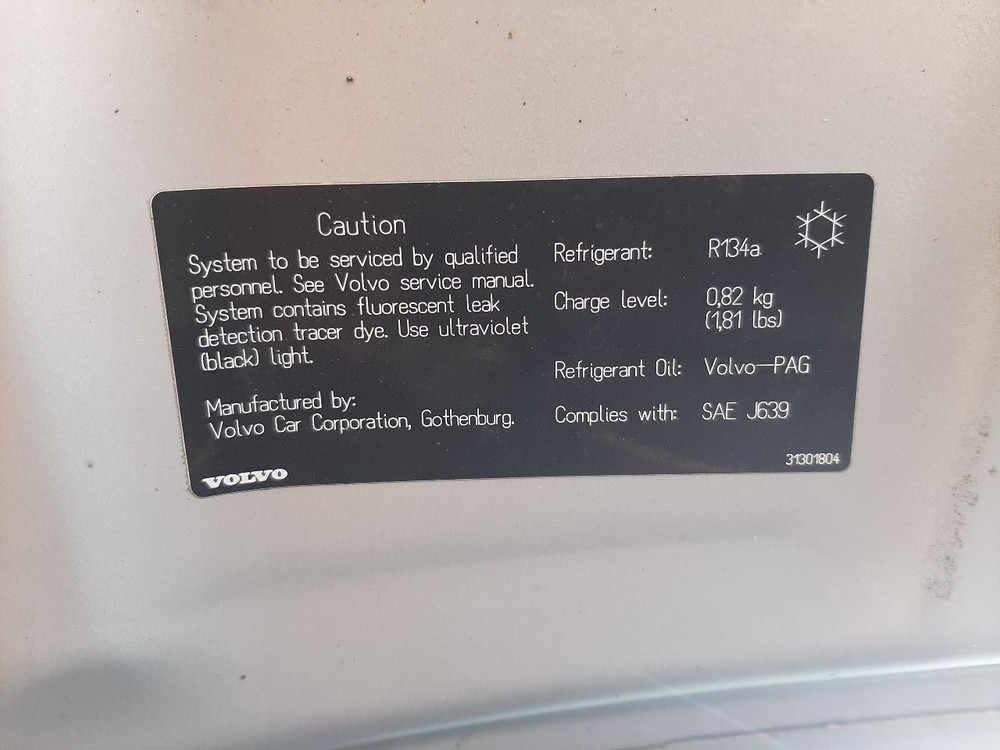 Caution
System to be serviced by qualified
personnel. See Volvo service manual.
System contains fluorescent leak
detection tracer dye. Use ultraviolet
(black) light.
Manufactured by:
Volvo Car Corporation, Gothenburg.
VOLVO
Refrigerant: R134a
Charge level: 0,82 kg
(1,81 lbs)
Refrigerant Oil: Volvo-PAG
Complies with: SAE J639
31301804